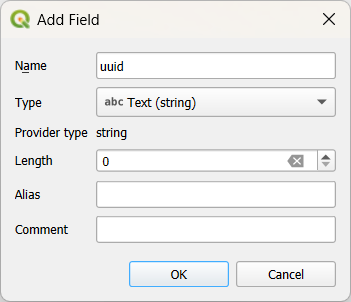 Add Field
Name uuid
Type abc Text (string)
Provider type string
Length 0
Alias
Comment
OK Cancel